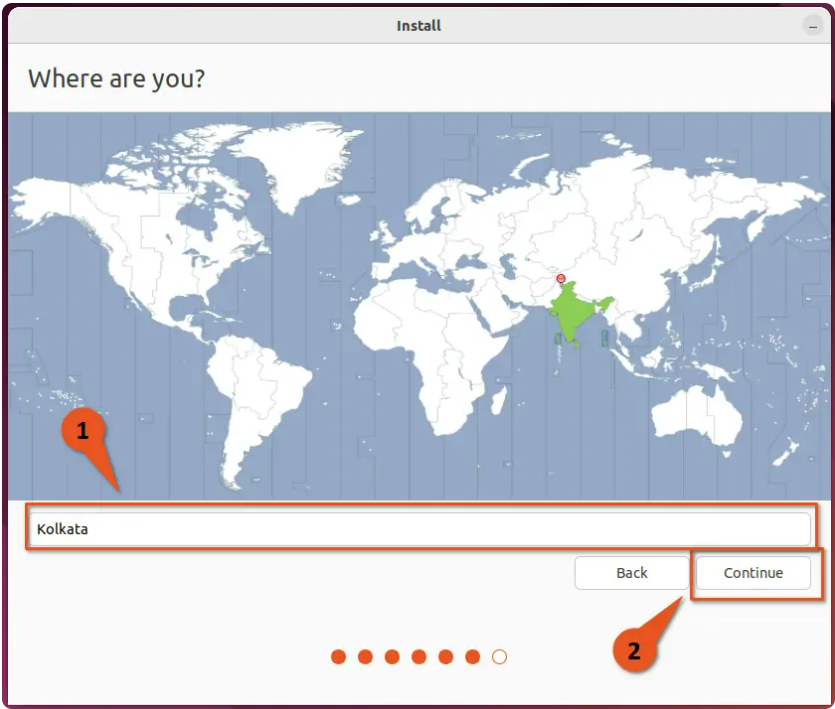 Install
Where are you?
1
Kolkata
Back
Continue
2